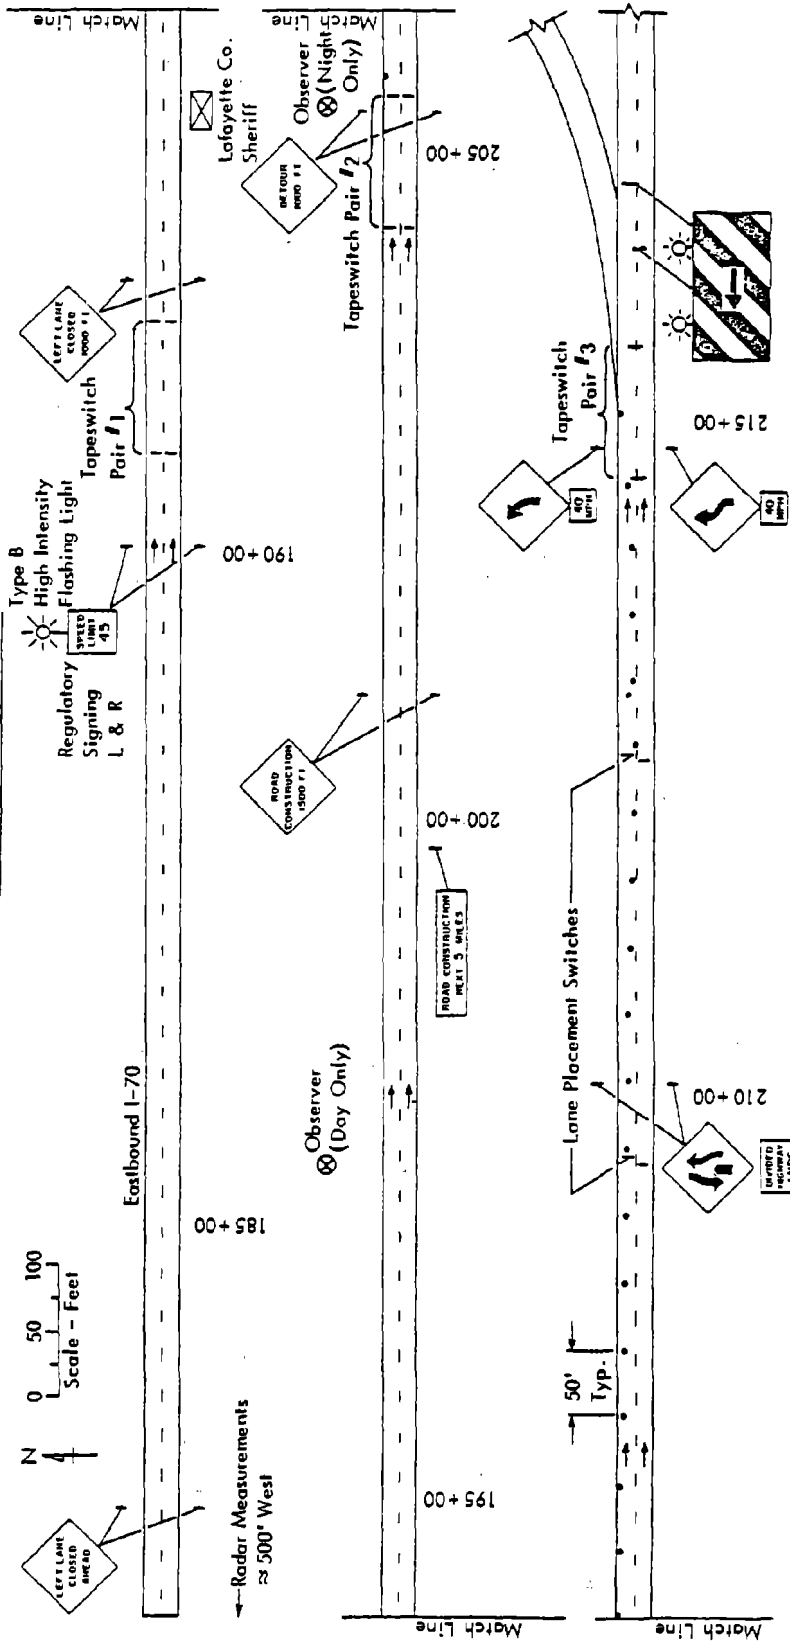 LEFT LANE
CLOSED
AHEAD
N
0 50 100
Scale - Feet
Radar Measurements
≈ 500' West
185+00
Eastbound I-70
Regulatory
Signing
L & R
Type B
High Intensity
Flashing Light
SPEED
LIMIT
45
190+00
Tapeswitch
Pair #1
LEFT LANE
CLOSED
1000 FT
Lafayette Co.
Sheriff
Match Line
Match Line
195+00
Observer
(Day Only)
ROAD CONSTRUCTION
NEXT 5 MILES
200+00
ROAD
CONSTRUCTION
1500 FT
Tapeswitch Pair #2
DETOUR
1000 FT
205+00
Observer
(Night
Only)
Match Line
Match Line
50'
Typ.
DIVIDED
HIGHWAY
ENDS
210+00
Lane Placement Switches
40
MPH
40
MPH
215+00
Tapeswitch
Pair #3